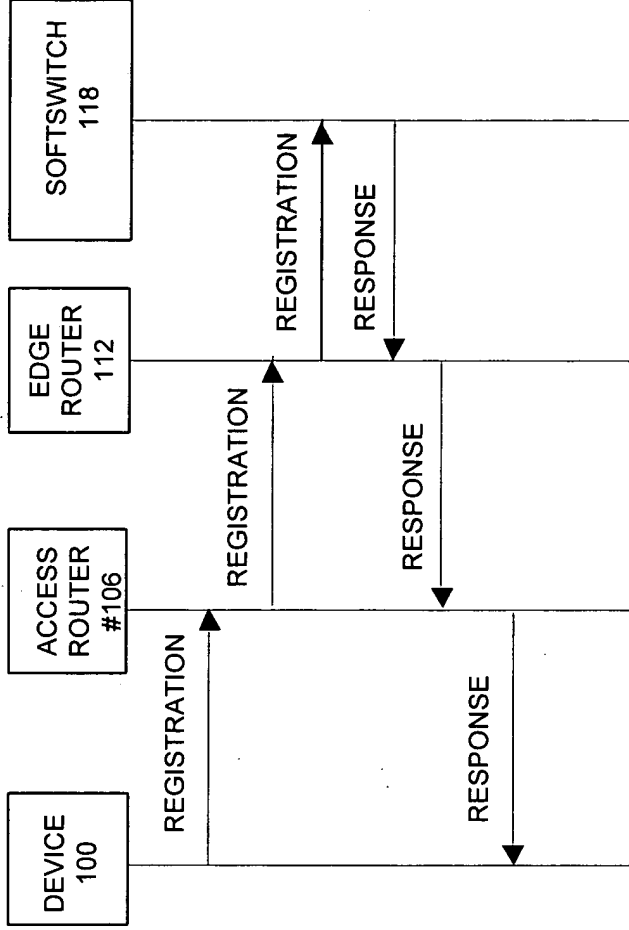 DEVICE
100
ACCESS
ROUTER
#106
EDGE
ROUTER
112
SOFTSWITCH
118
REGISTRATION
REGISTRATION
REGISTRATION
RESPONSE
RESPONSE
RESPONSE